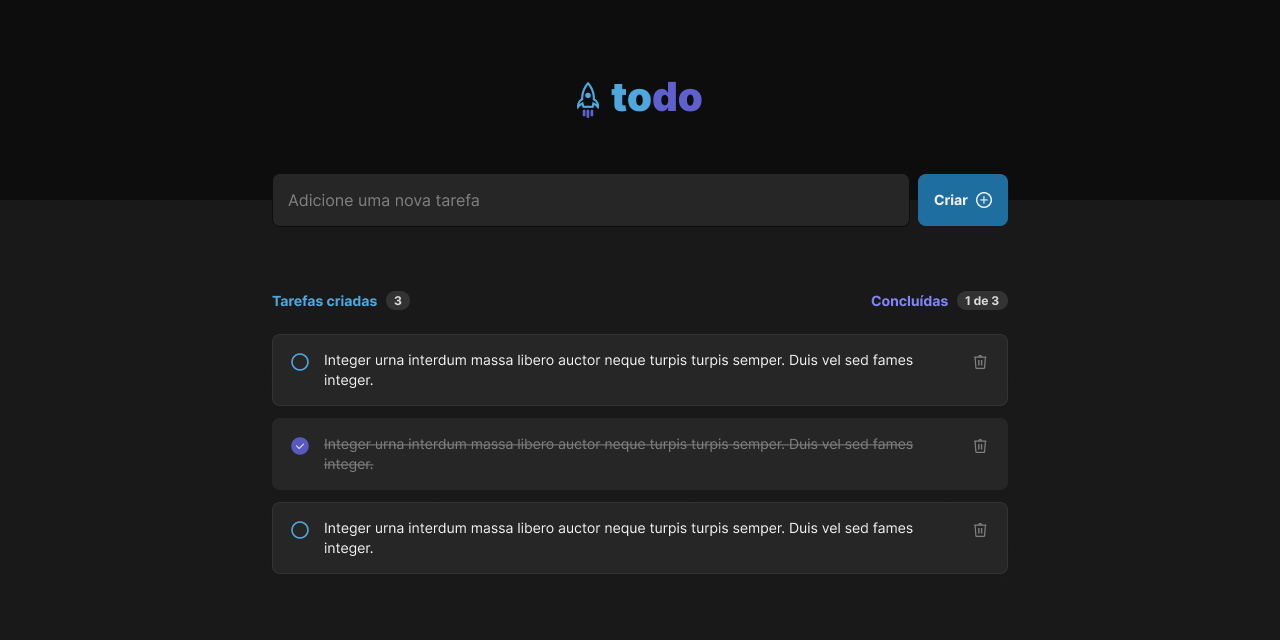 todo
Adicione uma nova tarefa
Criar
Tarefas criadas 3
Concluídas 1 de 3
Integer urna interdum massa libero auctor neque turpis turpis semper. Duis vel sed fames
integer.
Integer urna interdum massa libero auctor neque turpis turpis semper. Duis vel sed fames
integer.
Integer urna interdum massa libero auctor neque turpis turpis semper. Duis vel sed fames
integer.